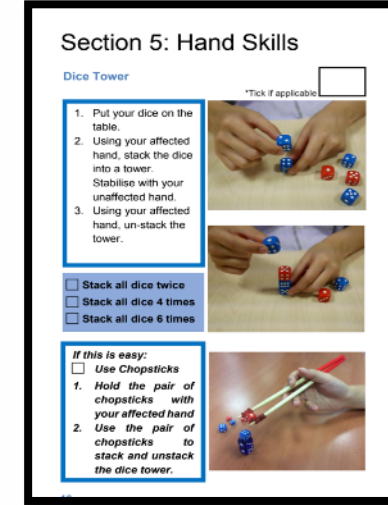 Section 5: Hand Skills
Dice Tower
*Tick if applicable
1. Put your dice on the
table.
2. Using your affected
hand, stack the dice
into a tower.
Stabilise with your
unaffected hand.
3. Using your affected
hand, un-stack the
tower.
Stack all dice twice
Stack all dice 4 times
Stack all dice 6 times
If this is easy:
Use Chopsticks
1. Hold the pair of
chopsticks with
your affected hand
2. Use the pair of
chopsticks to
stack and unstack
the dice tower.